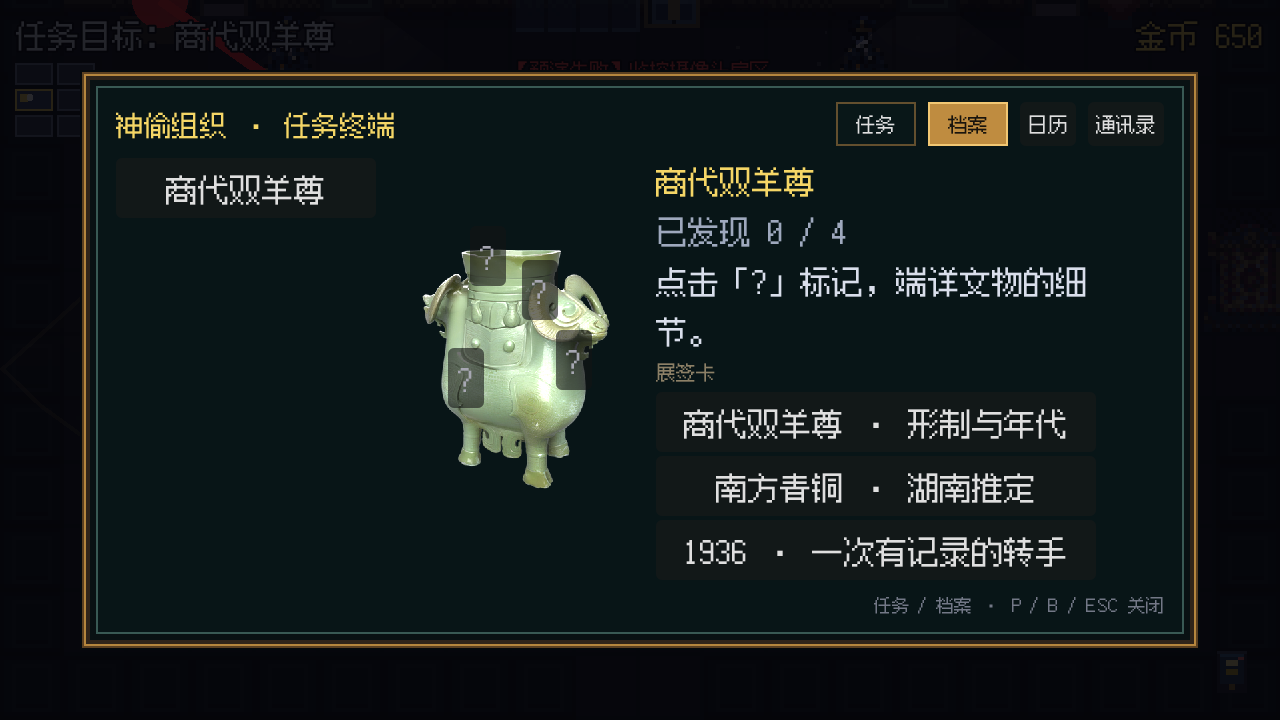 任务目标: 商代双羊尊
金币 650
神偷组织 · 任务终端
任务
档案
日历
通讯录
商代双羊尊
商代双羊尊
已发现 0 / 4
点击「?」标记，端详文物的细
节。
展签卡
?
?
?
?
商代双羊尊 · 形制与年代
南方青铜 · 湖南推定
1936 · 一次有记录的转手
任务 / 档案 · P / B / ESC 关闭